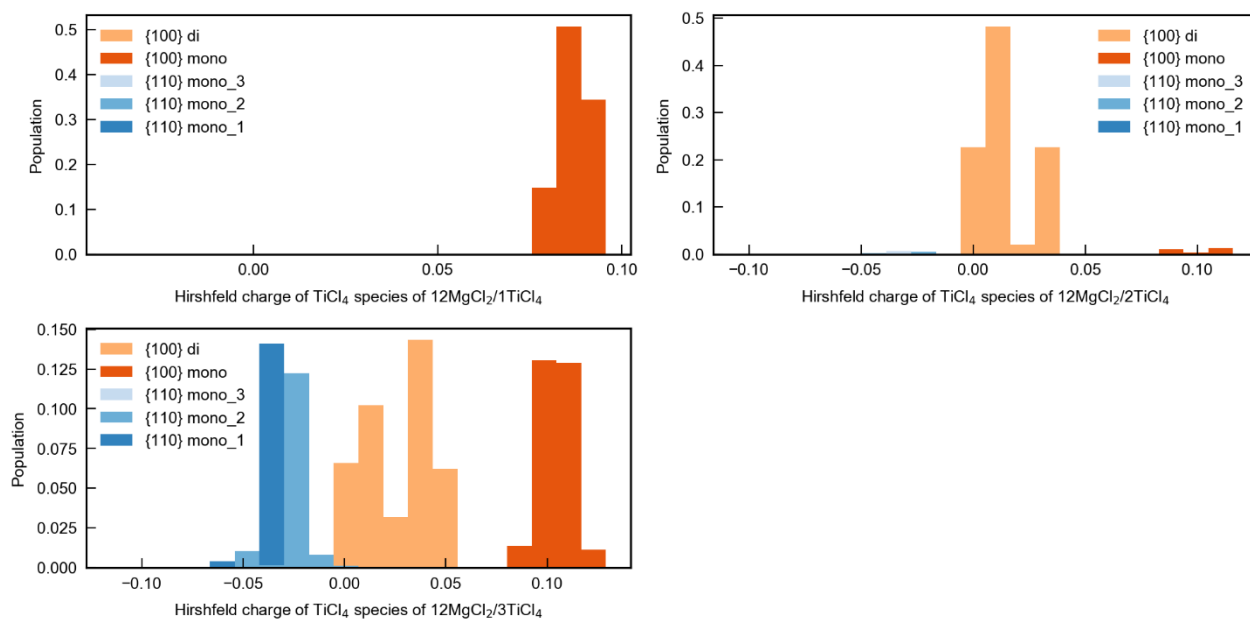 0.5
0.4
0.3
0.2
0.1
0.0
Population
{100} di
{100} mono
{110} mono_3
{110} mono_2
{110} mono_1
0.00
0.05
0.10
Hirshfeld charge of TiCl₄ species of 12MgCl₂/1TiCl₄
0.5
0.4
0.3
0.2
0.1
0.0
Population
{100} di
{100} mono
{110} mono_3
{110} mono_2
{110} mono_1
−0.10
−0.05
0.00
0.05
0.10
Hirshfeld charge of TiCl₄ species of 12MgCl₂/2TiCl₄
0.150
0.125
0.100
0.075
0.050
0.025
0.000
Population
{100} di
{100} mono
{110} mono_3
{110} mono_2
{110} mono_1
−0.10
−0.05
0.00
0.05
0.10
Hirshfeld charge of TiCl₄ species of 12MgCl₂/3TiCl₄